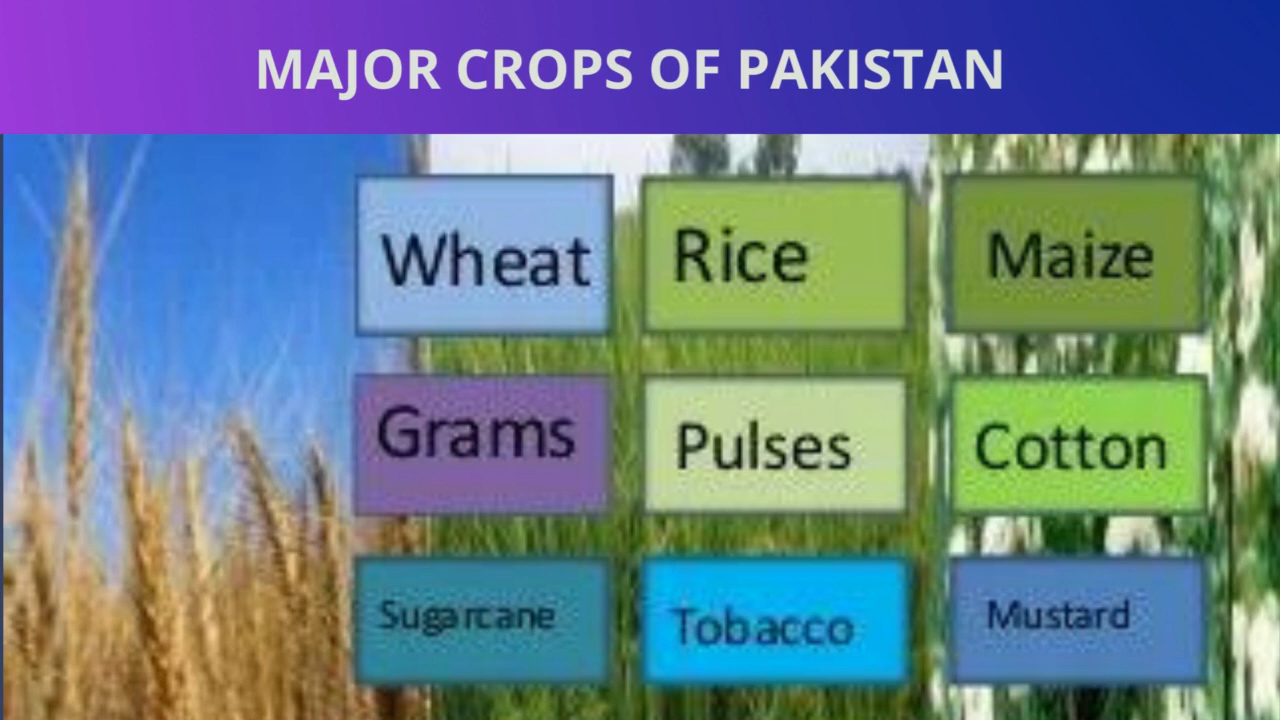 MAJOR CROPS OF PAKISTAN
Wheat
Rice
Maize
Grams
Pulses
Cotton
Sugarcane
Tobacco
Mustard